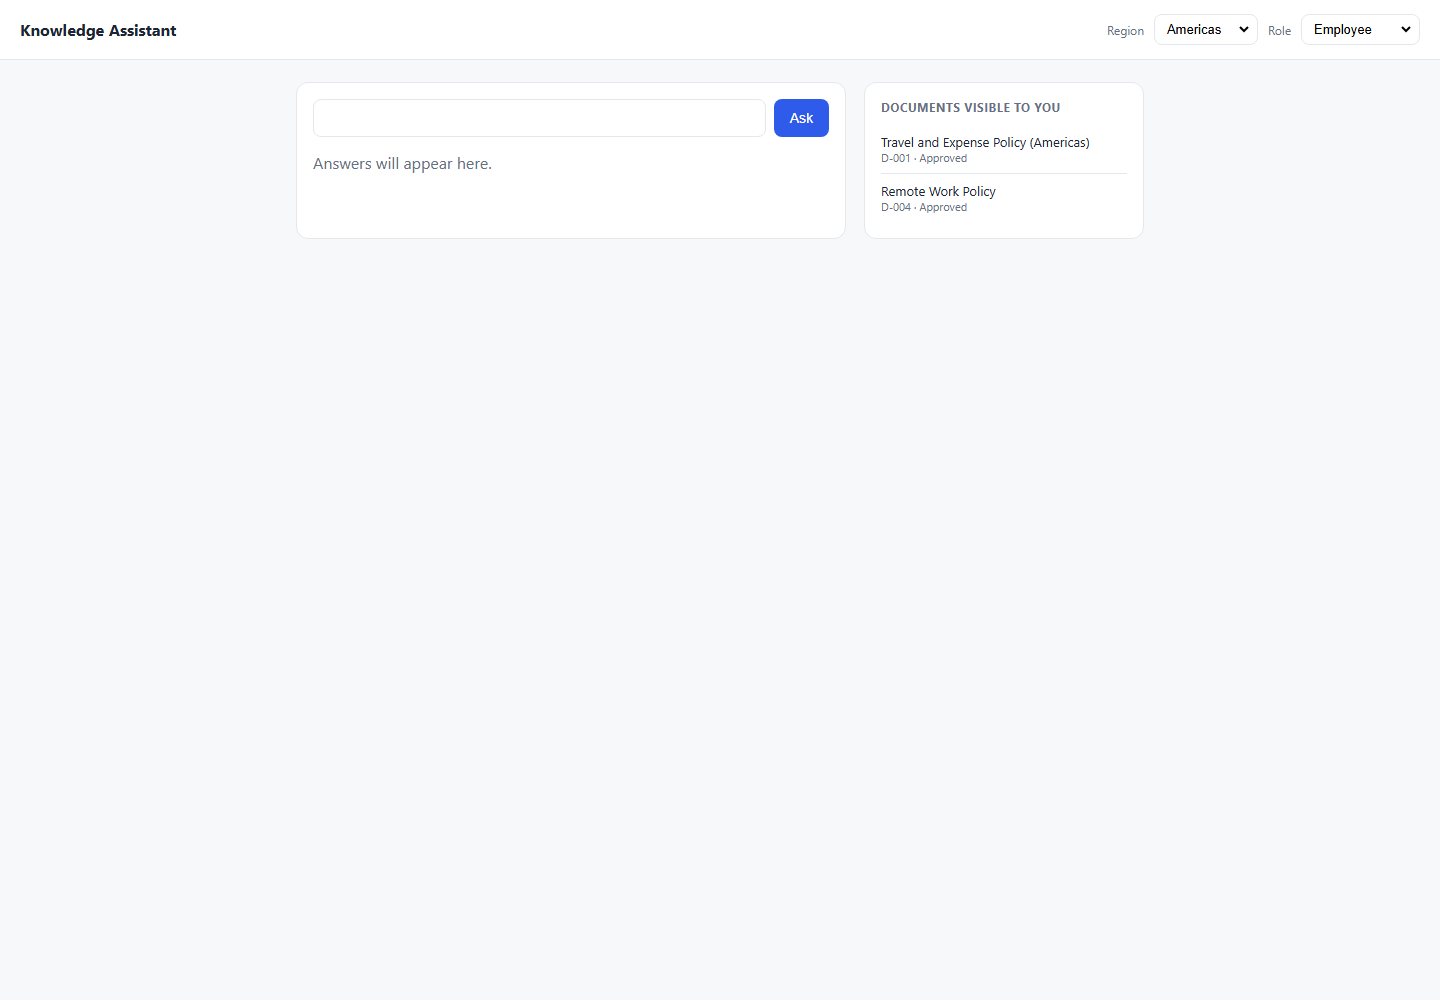 Knowledge Assistant
Region
Americas
Role
Employee
Ask
Answers will appear here.
DOCUMENTS VISIBLE TO YOU
Travel and Expense Policy (Americas)
D-001 · Approved
Remote Work Policy
D-004 · Approved